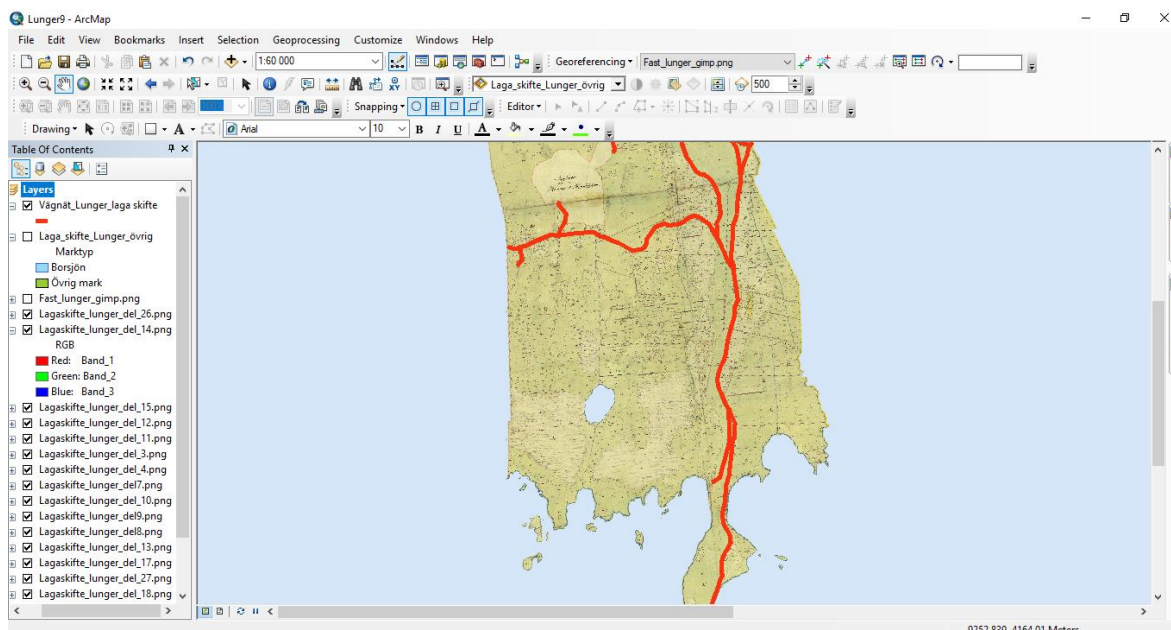 Lunger9 - ArcMap
File Edit View Bookmarks Insert Selection Geoprocessing Customize Windows Help
1:60 000 Georeferencing Fast_lunger_gimp.png
Laga_skifte_Lunger_övrig 500
Snapping Editor
Drawing A Arial 10 B I U A
Table Of Contents
Layers
Vägnät_Lunger_laga skifte
Laga_skifte_Lunger_övrig
Marktyp
Borsjön
Övrig mark
Fast_lunger_gimp.png
Lagaskifte_lunger_del_26.png
Lagaskifte_lunger_del_14.png
RGB
Red: Band_1
Green: Band_2
Blue: Band_3
Lagaskifte_lunger_del_15.png
Lagaskifte_lunger_del_12.png
Lagaskifte_lunger_del_11.png
Lagaskifte_lunger_del_3.png
Lagaskifte_lunger_del_4.png
Lagaskifte_lunger_del7.png
Lagaskifte_lunger_del_10.png
Lagaskifte_lunger_del9.png
Lagaskifte_lunger_del8.png
Lagaskifte_lunger_del_13.png
Lagaskifte_lunger_del_17.png
Lagaskifte_lunger_del_27.png
Lagaskifte_lunger_del_18.png